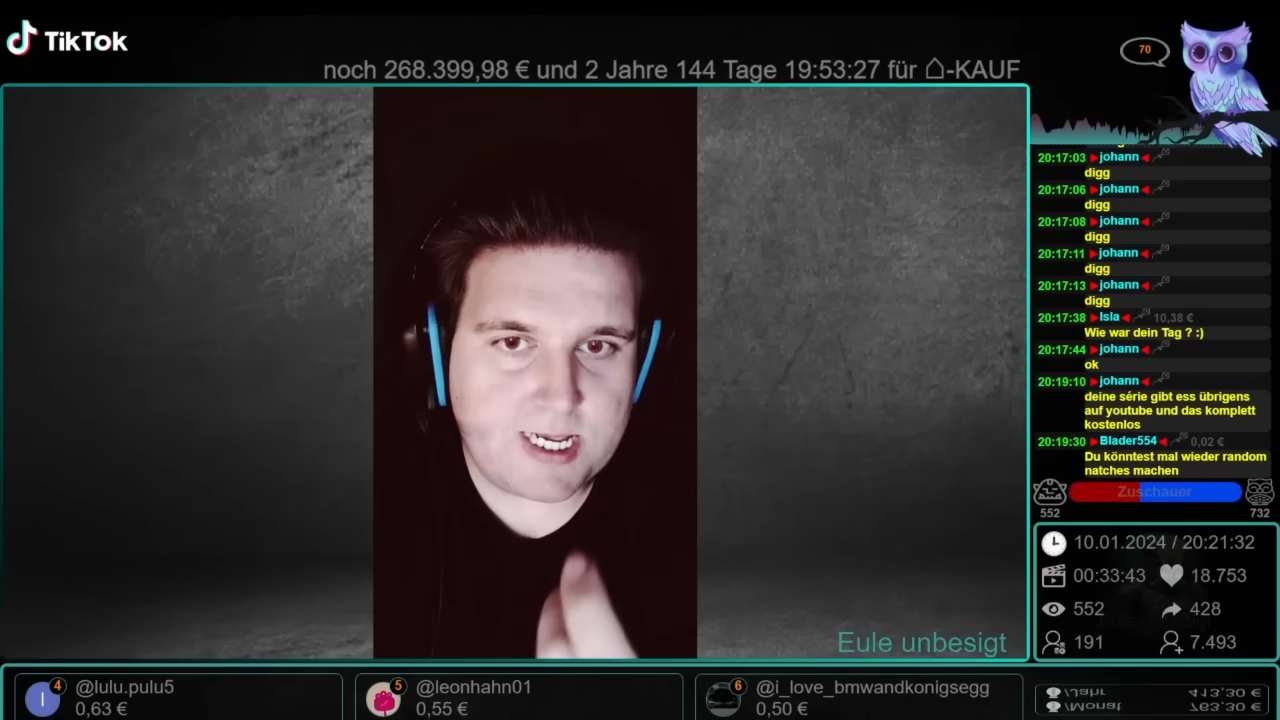 TikTok
noch 268.399,98 € und 2 Jahre 144 Tage 19:53:27 für -KAUF
70
20:17:03 johann
digg
20:17:06 johann
digg
20:17:08 johann
digg
20:17:11 johann
digg
20:17:13 johann
digg
20:17:38 Isla 10,38 €
Wie war dein Tag ? :)
20:17:44 johann
ok
20:19:10 johann
deine série gibt ess übrigens
auf youtube und das komplett
kostenlos
20:19:30 Blader554 0,02 €
Du könntest mal wieder random
natches machen
Zuschauer
552 732
10.01.2024 / 20:21:32
00:33:43 18.753
552 428
191 7.493
Eule unbesigt
4 @lulu.pulu5
0,63 €
5 @leonhahn01
0,55 €
6 @i_love_bmwandkonigsegg
0,50 €
/Jahr 413,30 €
/Monat 763,30 €